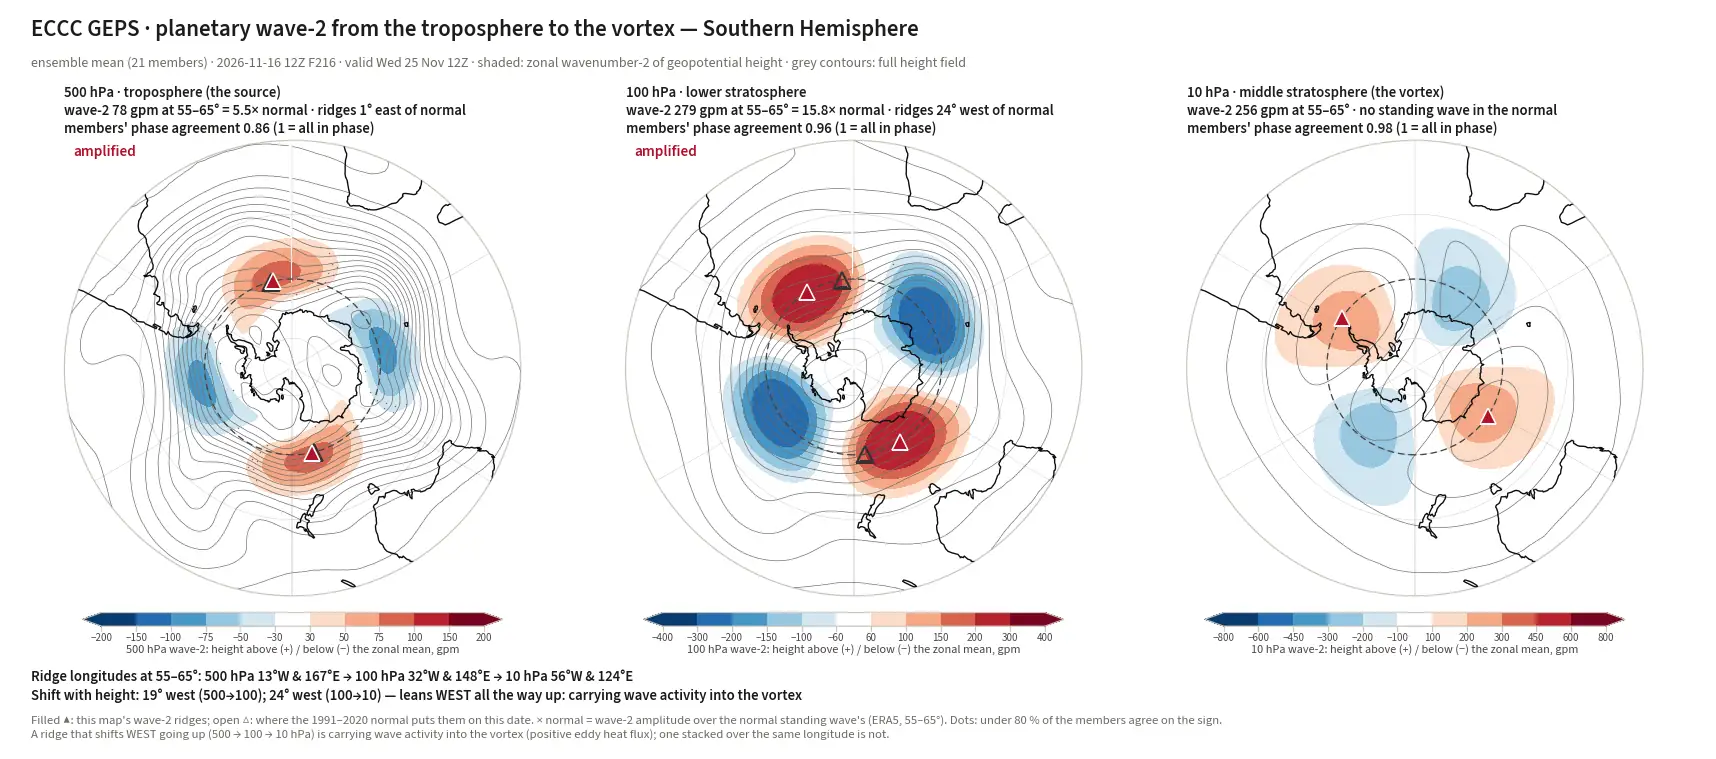 ECCC GEPS · planetary wave-2 from the troposphere to the vortex — Southern Hemisphere
ensemble mean (21 members) · 2026-11-16 12Z F216 · valid Wed 25 Nov 12Z · shaded: zonal wavenumber-2 of geopotential height · grey contours: full height field
500 hPa · troposphere (the source)
wave-2 78 gpm at 55–65° = 5.5× normal · ridges 1° east of normal
members' phase agreement 0.86 (1 = all in phase)
amplified
100 hPa · lower stratosphere
wave-2 279 gpm at 55–65° = 15.8× normal · ridges 24° west of normal
members' phase agreement 0.96 (1 = all in phase)
amplified
10 hPa · middle stratosphere (the vortex)
wave-2 256 gpm at 55–65° · no standing wave in the normal
members' phase agreement 0.98 (1 = all in phase)
−200 −150 −100 −75 −50 −30 30 50 75 100 150 200
500 hPa wave-2: height above (+) / below (−) the zonal mean, gpm
−400 −300 −200 −150 −100 −60 60 100 150 200 300 400
100 hPa wave-2: height above (+) / below (−) the zonal mean, gpm
−800 −600 −450 −300 −200 −100 100 200 300 450 600 800
10 hPa wave-2: height above (+) / below (−) the zonal mean, gpm
Ridge longitudes at 55–65°: 500 hPa 13°W & 167°E → 100 hPa 32°W & 148°E → 10 hPa 56°W & 124°E
Shift with height: 19° west (500→100); 24° west (100→10) — leans WEST all the way up: carrying wave activity into the vortex
Filled ▲: this map's wave-2 ridges; open △: where the 1991–2020 normal puts them on this date. × normal = wave-2 amplitude over the normal standing wave's (ERA5, 55–65°). Dots: under 80 % of the members agree on the sign.
A ridge that shifts WEST going up (500 → 100 → 10 hPa) is carrying wave activity into the vortex (positive eddy heat flux); one stacked over the same longitude is not.